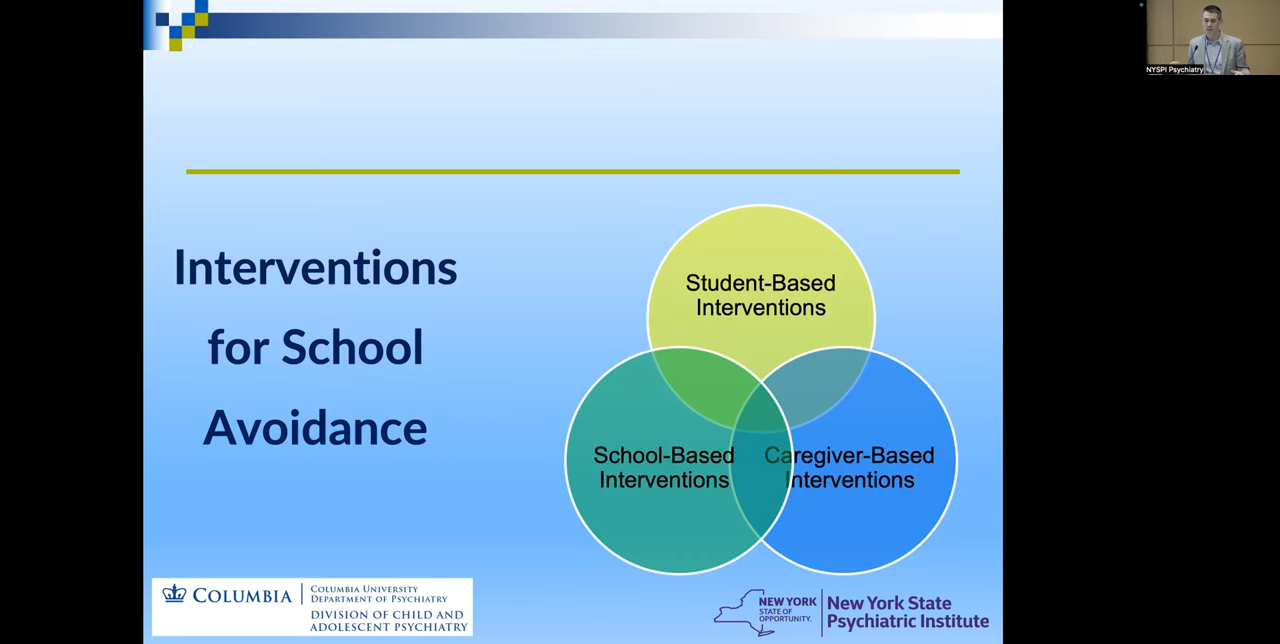 NYSPI Psychiatry
Interventions
for School
Avoidance
Student-Based
Interventions
School-Based
Interventions
Caregiver-Based
Interventions
COLUMBIA
COLUMBIA UNIVERSITY
DEPARTMENT OF PSYCHIATRY
DIVISION OF CHILD AND
ADOLESCENT PSYCHIATRY
NEW YORK
STATE OF
OPPORTUNITY.
New York State
Psychiatric Institute